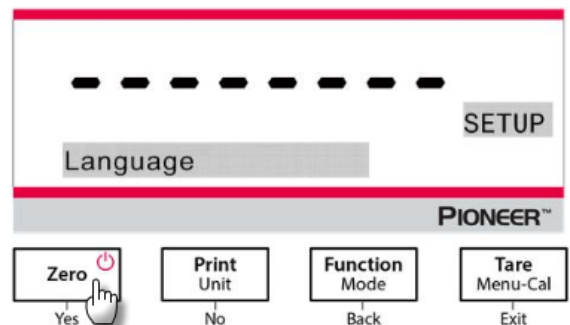 --------
SETUP
Language
PIONEER™
Zero Print Function Tare
Unit Mode Menu-Cal
Yes No Back Exit